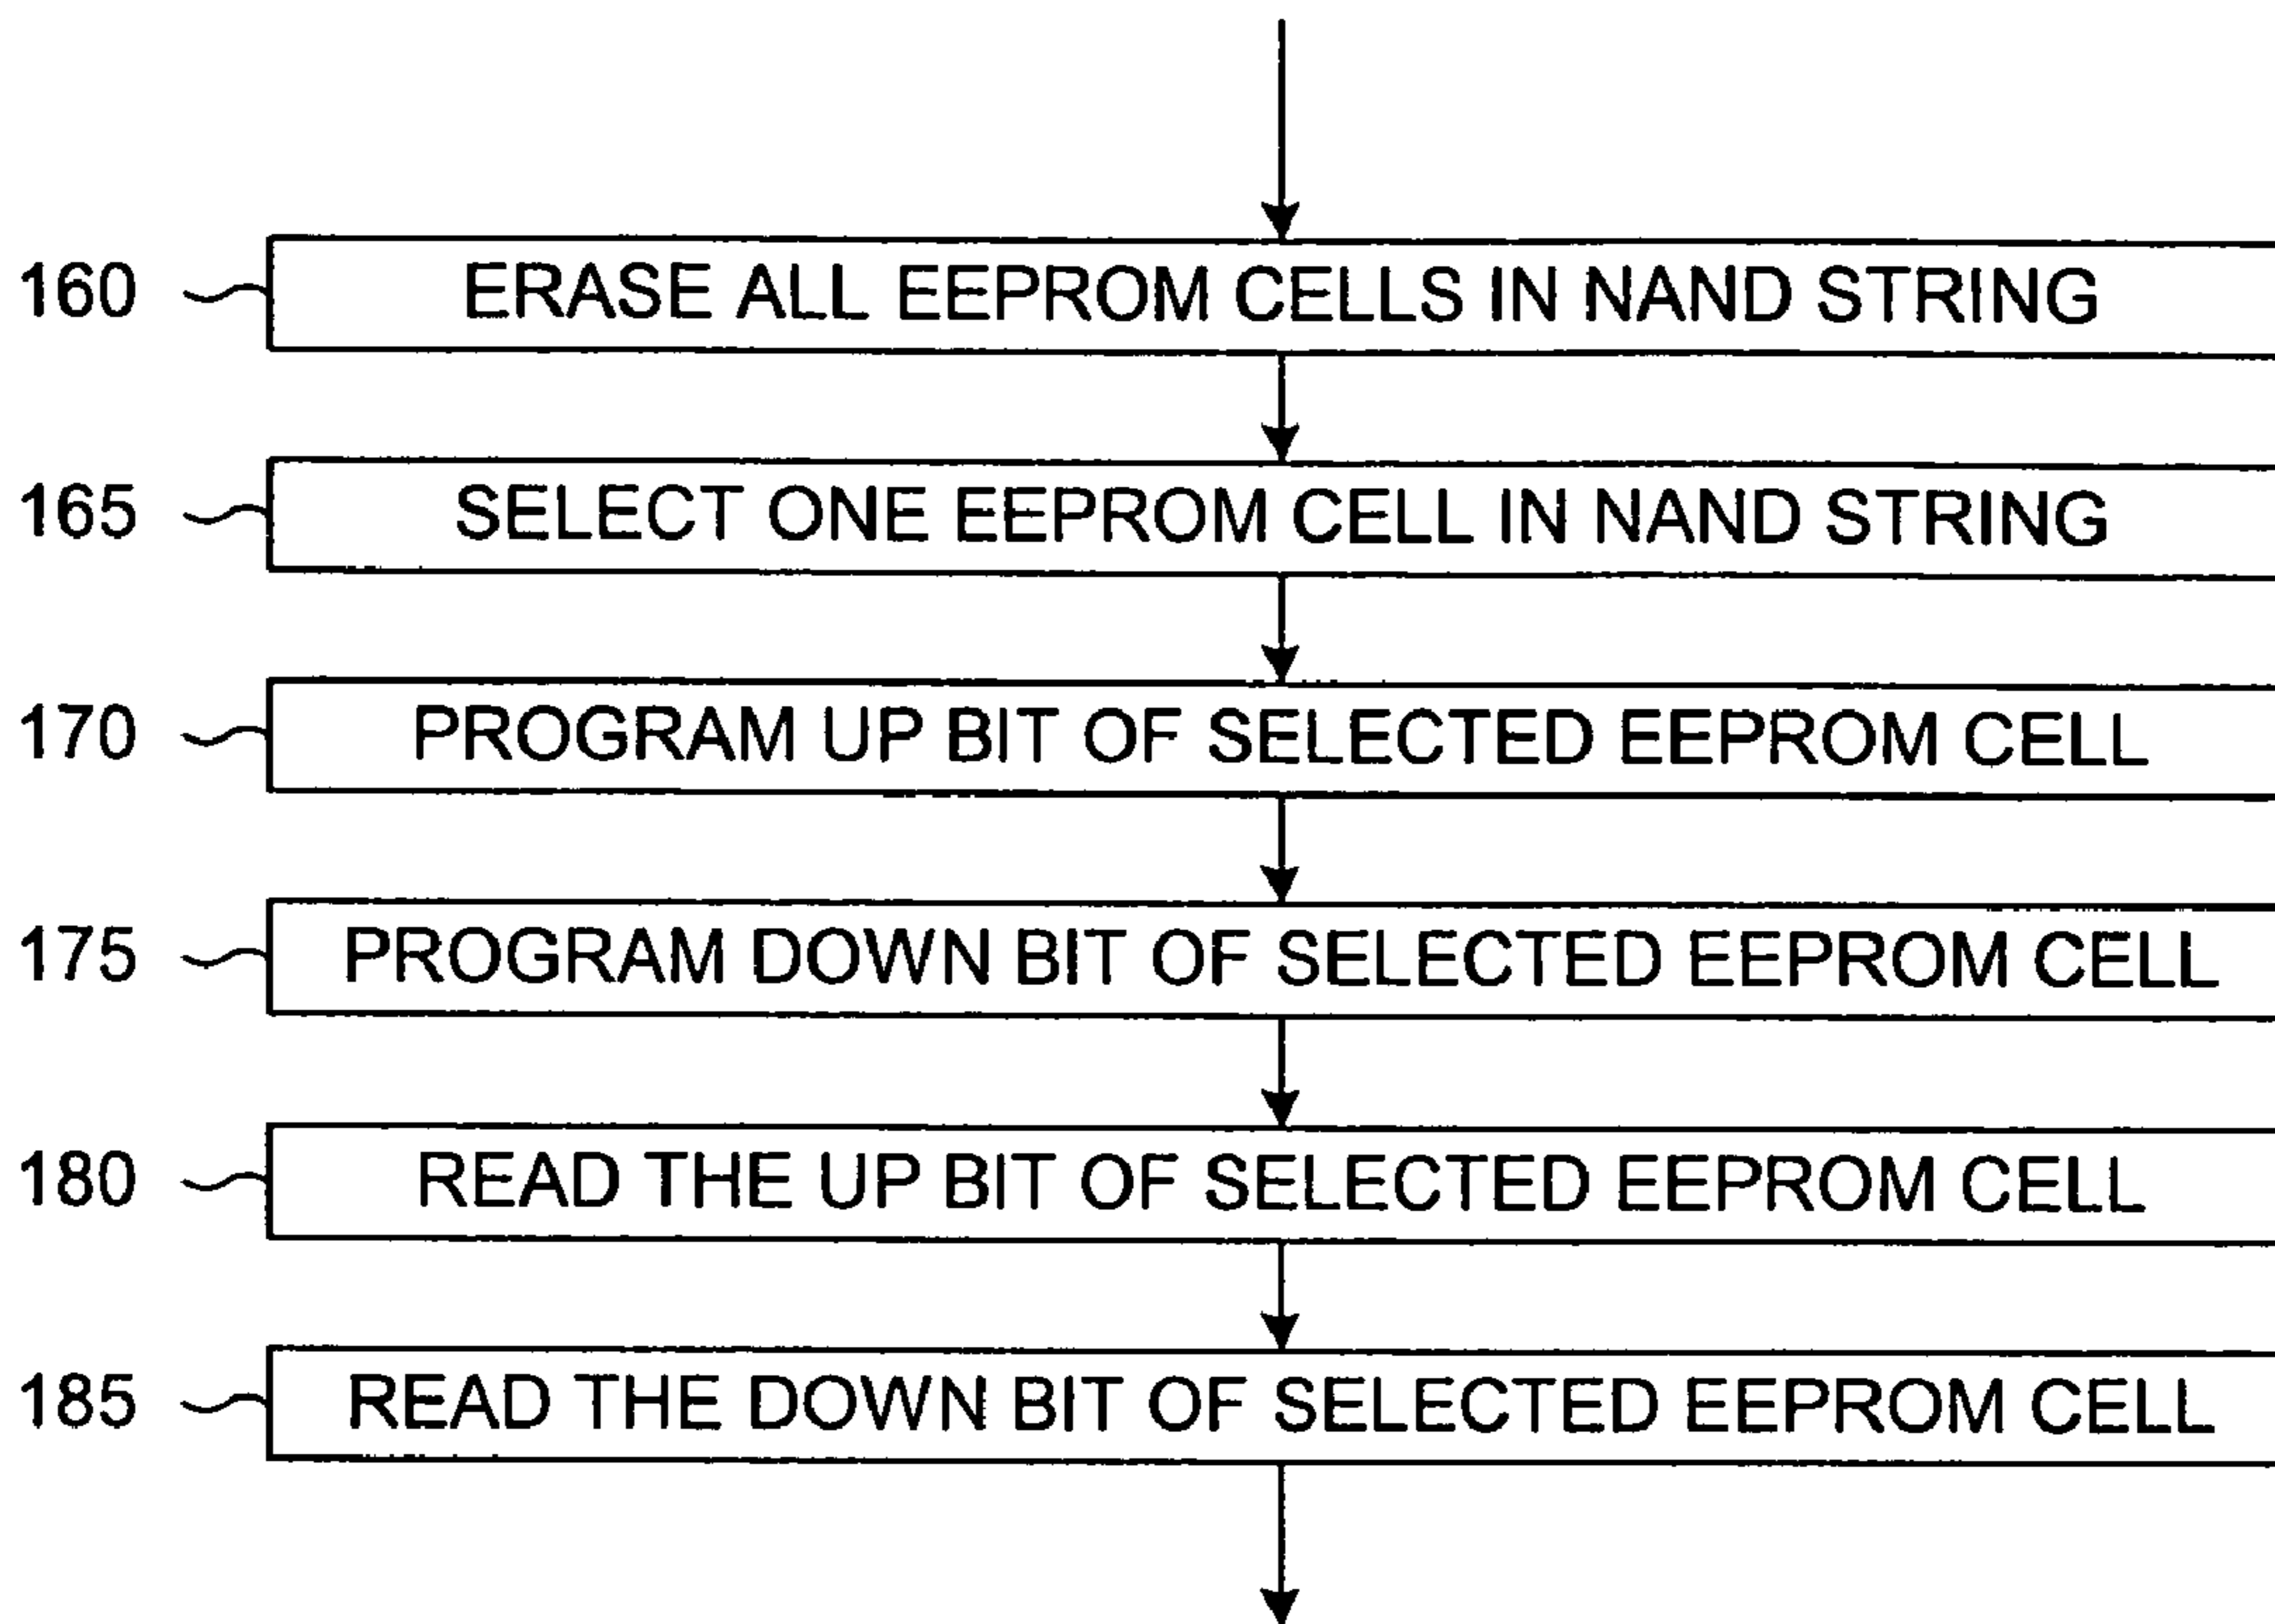 160 ERASE ALL EEPROM CELLS IN NAND STRING
165 SELECT ONE EEPROM CELL IN NAND STRING
170 PROGRAM UP BIT OF SELECTED EEPROM CELL
175 PROGRAM DOWN BIT OF SELECTED EEPROM CELL
180 READ THE UP BIT OF SELECTED EEPROM CELL
185 READ THE DOWN BIT OF SELECTED EEPROM CELL